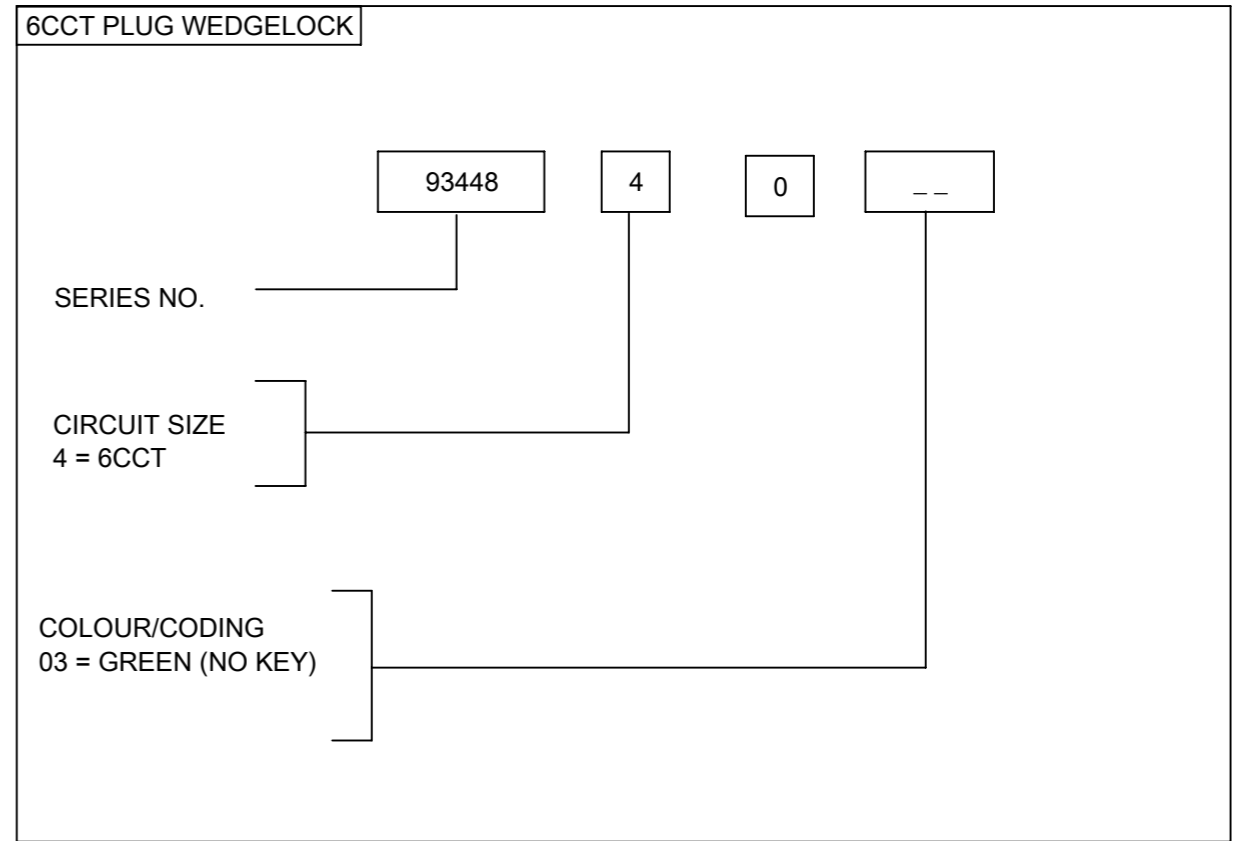 6CCT PLUG WEDGELOCK
93448 4 0 _ _
SERIES NO.
CIRCUIT SIZE
4 = 6CCT
COLOUR/CODING
03 = GREEN (NO KEY)